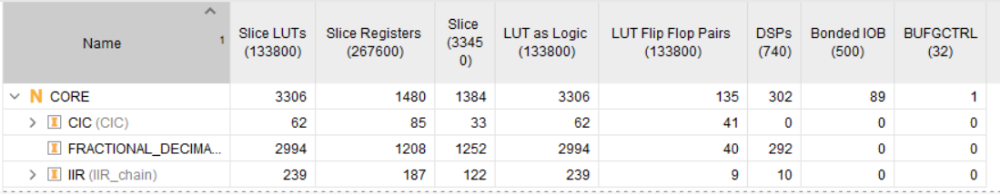 Name 1 Slice LUTs (133800) Slice Registers (267600) Slice (33450) LUT as Logic (133800) LUT Flip Flop Pairs (133800) DSPs (740) Bonded IOB (500) BUFGCTRL (32)
N CORE 3306 1480 1384 3306 135 302 89 1
I CIC (CIC) 62 85 33 62 41 0 0 0
I FRACTIONAL_DECIMA... 2994 1208 1252 2994 40 292 0 0
I IIR (IIR_chain) 239 187 122 239 9 10 0 0